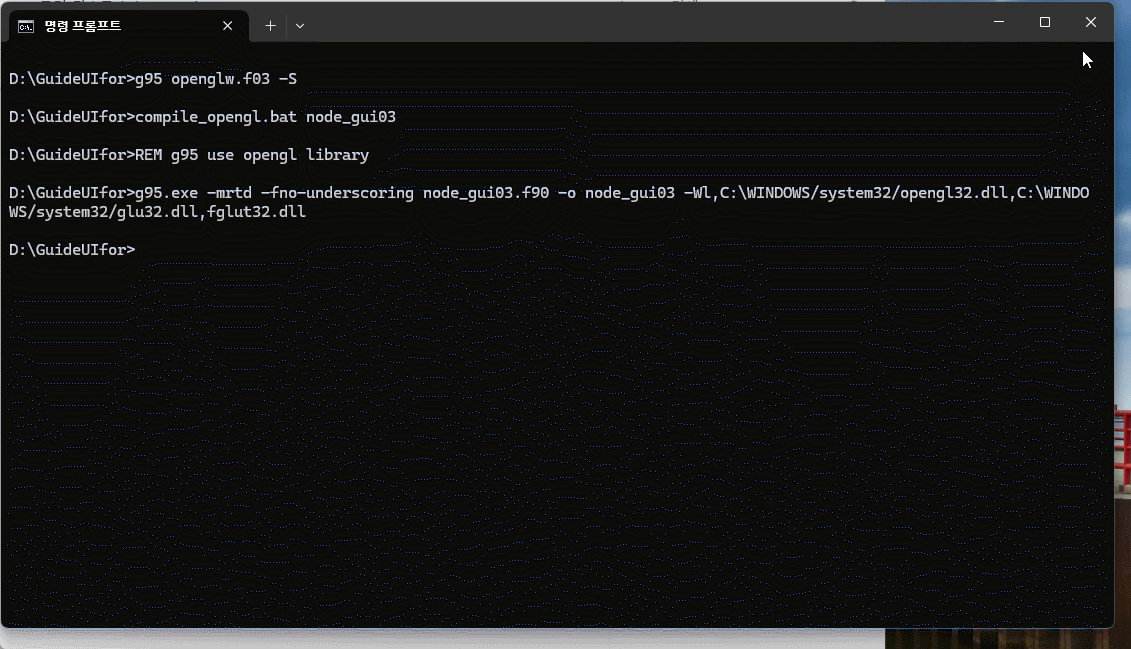 명령 프롬프트
D:\GuideUIfor>g95 openglw.f03 -S
D:\GuideUIfor>compile_opengl.bat node_gui03
D:\GuideUIfor>REM g95 use opengl library
D:\GuideUIfor>g95.exe -mrtd -fno-underscoring node_gui03.f90 -o node_gui03 -Wl,C:\WINDOWS/system32/opengl32.dll,C:\WINDO
WS/system32/glu32.dll,fglut32.dll
D:\GuideUIfor>